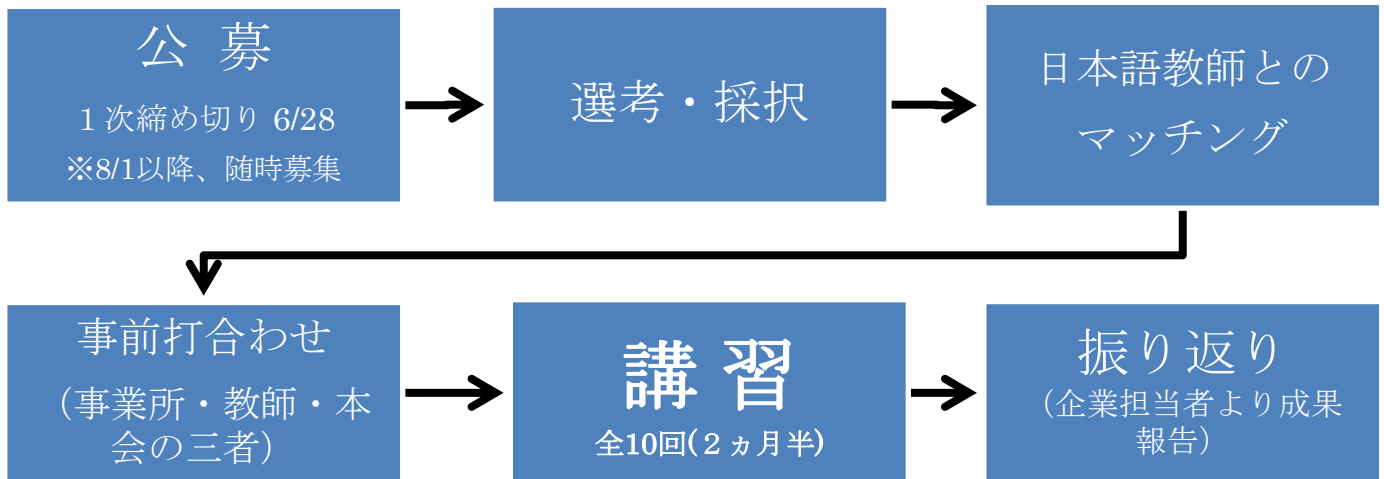 公 募
１次締め切り 6/28
※8/1以降、随時募集
選考・採択
日本語教師との
マッチング
事前打合わせ
（事業所・教師・本
会の三者）
講 習
全10回(２ヵ月半)
振り返り
（企業担当者より成果
報告）